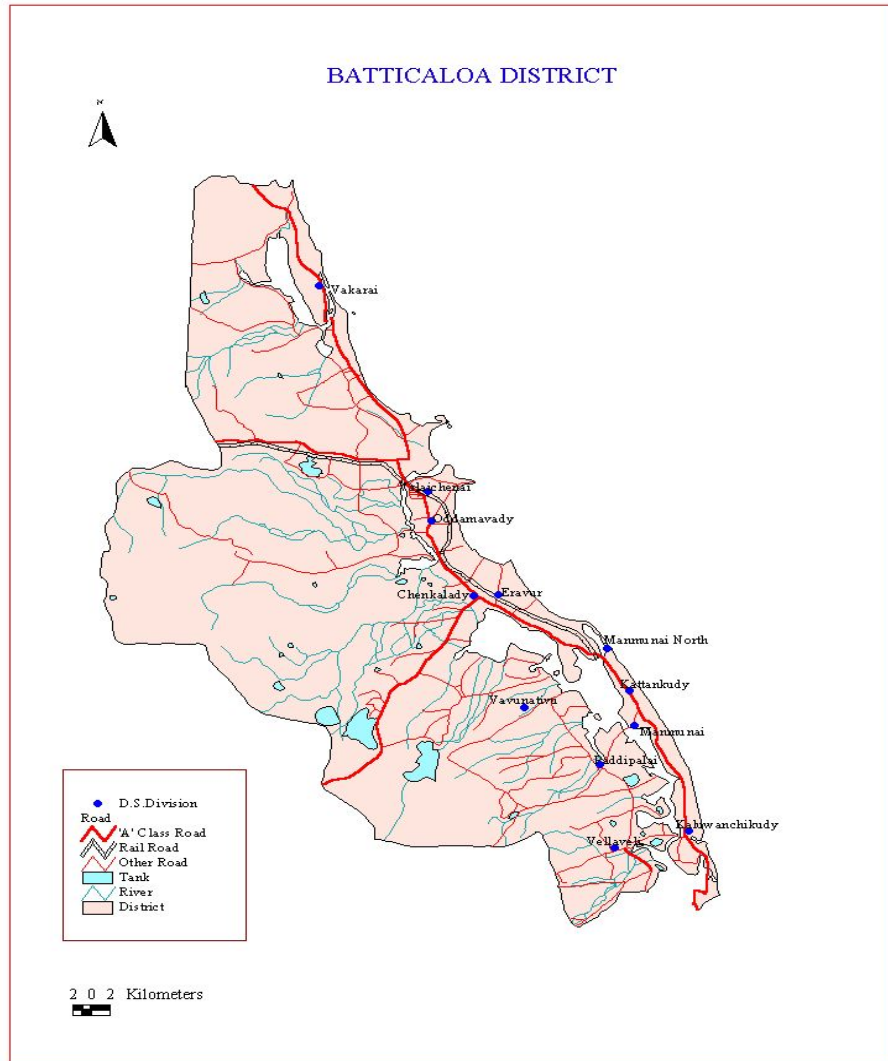 BATTICALOA DISTRICT
N
Vakarai
Valaichenai
Oddamavady
Chenkalady
Eravur
Manmunai North
Kattankudy
Vavunativu
Manmunai
Paddipalai
Kaluwanchikudy
Vellaveli
D.S.Division
Road
'A' Class Road
Rail Road
Other Road
Tank
River
District
2 0 2 Kilometers